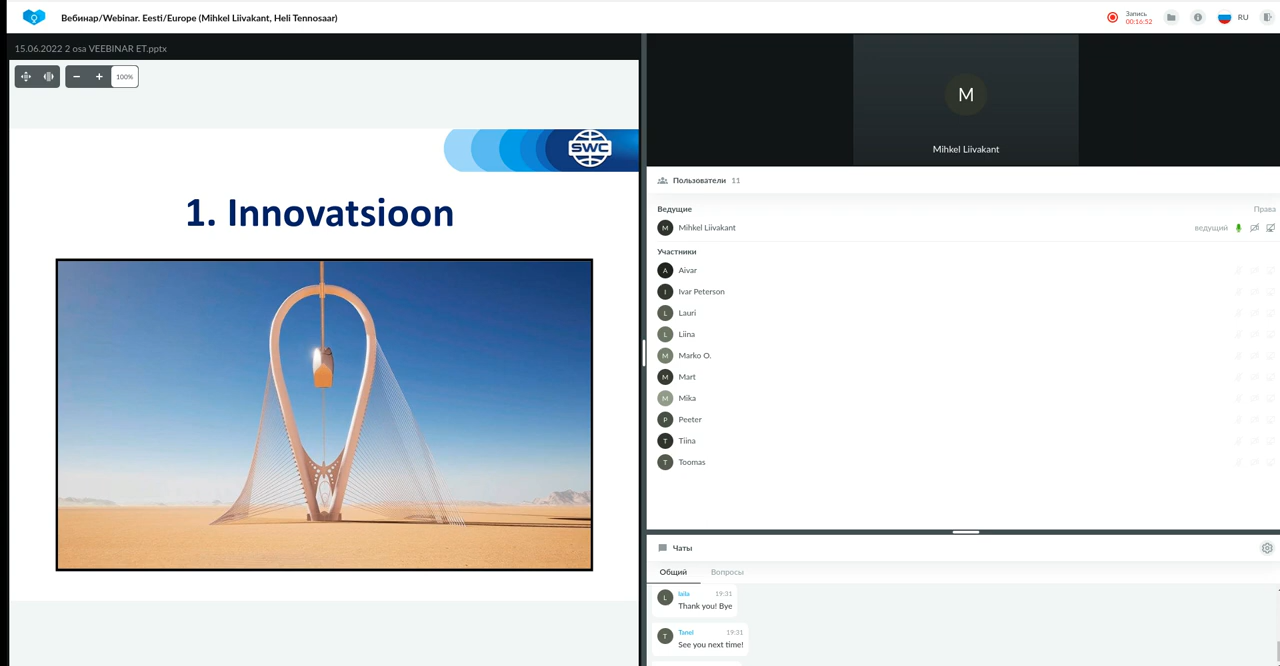 Вебинар/Webinar. Eesti/Europe (Mihkel Liivakant, Heli Tennosaar)
Запись
00:16:52
RU
15.06.2022 2 osa VEEBINAR ET.pptx
100%
SWC
1. Innovatsioon
M
Mihkel Liivakant
Пользователи 11
Ведущие Права
M Mihkel Liivakant ведущий
Участники
A Aivar
I Ivar Peterson
L Lauri
L Liina
M Marko O.
M Mart
M Mika
P Peeter
T Tiina
T Toomas
Чаты
Общий Вопросы
L laila 19:31
Thank you! Bye
T Tanel 19:31
See you next time!